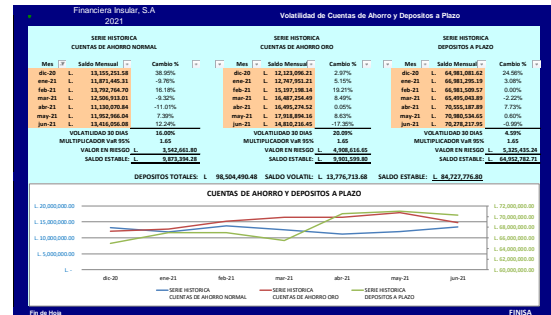 Financiera Insular, S.A
2021
Volatilidad de Cuentas de Ahorro y Depositos a Plazo
SERIE HISTORICA SERIE HISTORICA SERIE HISTORICA
CUENTAS DE AHORRO NORMAL CUENTAS DE AHORRO ORO DEPOSITOS A PLAZO
Mes Saldo Mensual Cambio % Mes Saldo Mensual Cambio % Mes Saldo Mensual Cambio %
dic-20 L. 13,155,251.58 38.95% dic-20 L. 12,123,096.21 2.97% dic-20 L. 64,981,081.62 24.56%
ene-21 L. 11,871,445.31 -9.76% ene-21 L. 12,747,951.21 5.15% ene-21 L. 66,981,295.19 3.08%
feb-21 L. 13,792,764.70 16.18% feb-21 L. 15,197,198.14 19.21% feb-21 L. 66,981,509.57 0.00%
mar-21 L. 12,506,913.01 -9.32% mar-21 L. 16,487,254.49 8.49% mar-21 L. 65,495,043.89 -2.22%
abr-21 L. 11,130,070.84 -11.01% abr-21 L. 16,495,274.52 0.05% abr-21 L. 70,555,187.89 7.73%
may-21 L. 11,952,966.04 7.39% may-21 L. 17,918,894.16 8.63% may-21 L. 70,980,534.65 0.60%
jun-21 L. 13,416,056.08 12.24% jun-21 L. 14,810,216.45 -17.35% jun-21 L. 70,278,217.95 -0.99%
VOLATILIDAD 30 DIAS 16.00% VOLATILIDAD 30 DIAS 20.09% VOLATILIDAD 30 DIAS 4.59%
MULTIPLICADOR VaR 95% 1.65 MULTIPLICADOR VaR 95% 1.65 MULTIPLICADOR VaR 95% 1.65
VALOR EN RIESGO L. 3,542,661.80 VALOR EN RIESGO L. 4,908,616.65 VALOR EN RIESGO L. 5,325,435.24
SALDO ESTABLE: L. 9,873,394.28 SALDO ESTABLE: L. 9,901,599.80 SALDO ESTABLE: L. 64,952,782.71
DEPOSITOS TOTALES: L 98,504,490.48 SALDO VOLATIL: L 13,776,713.68 SALDO ESTABLE: L 84,727,776.80
CUENTAS DE AHORRO Y DEPOSITOS A PLAZO
L. 20,000,000.00
L. 15,000,000.00
L. 10,000,000.00
L. 5,000,000.00
L. -
L. 72,000,000.00
L. 70,000,000.00
L. 68,000,000.00
L. 66,000,000.00
L. 64,000,000.00
L. 62,000,000.00
L. 60,000,000.00
dic-20 ene-21 feb-21 mar-21 abr-21 may-21 jun-21
SERIE HISTORICA SERIE HISTORICA SERIE HISTORICA
CUENTAS DE AHORRO NORMAL CUENTAS DE AHORRO ORO DEPOSITOS A PLAZO
Fin de Hoja FINISA